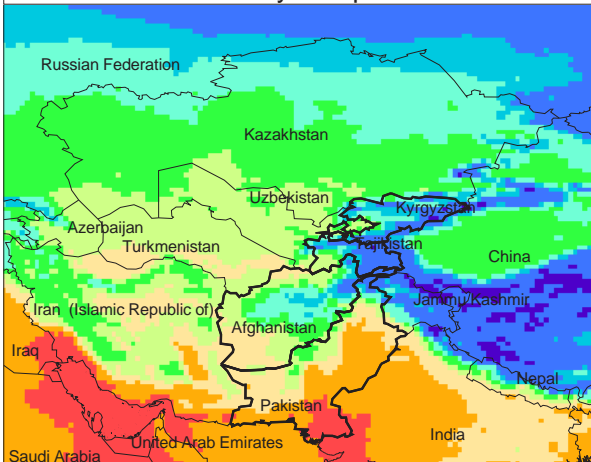 Russian Federation
Kazakhstan
Uzbekistan
Kyrgyzstan
Azerbaijan
Turkmenistan
Tajikistan
China
Iran (Islamic Republic of)
Jammu/Kashmir
Afghanistan
Iraq
Nepal
Pakistan
United Arab Emirates
India
Saudi Arabia